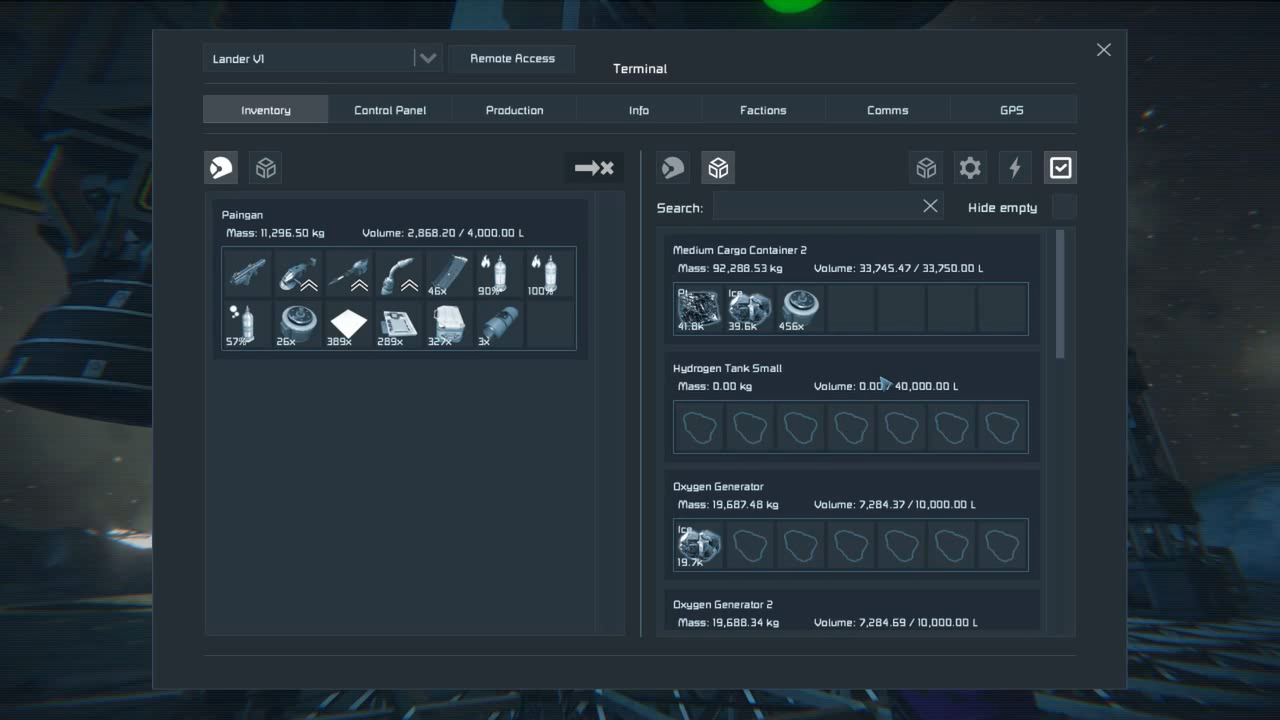 Lander V1
Remote Access
Terminal
Inventory
Control Panel
Production
Info
Factions
Comms
GPS
Search:
Hide empty
Paingan
Mass: 11,296.50 kg Volume: 2,868.20 / 4,000.00 L
46x 90% 100%
57% 26x 389x 289x 327x 3x
Medium Cargo Container 2
Mass: 92,288.53 kg Volume: 33,745.47 / 33,750.00 L
Pt Ice
41.8k 39.6k 456x
Hydrogen Tank Small
Mass: 0.00 kg Volume: 0.00 / 40,000.00 L
Oxygen Generator
Mass: 19,687.48 kg Volume: 7,284.37 / 10,000.00 L
Ice
19.7k
Oxygen Generator 2
Mass: 19,688.34 kg Volume: 7,284.69 / 10,000.00 L